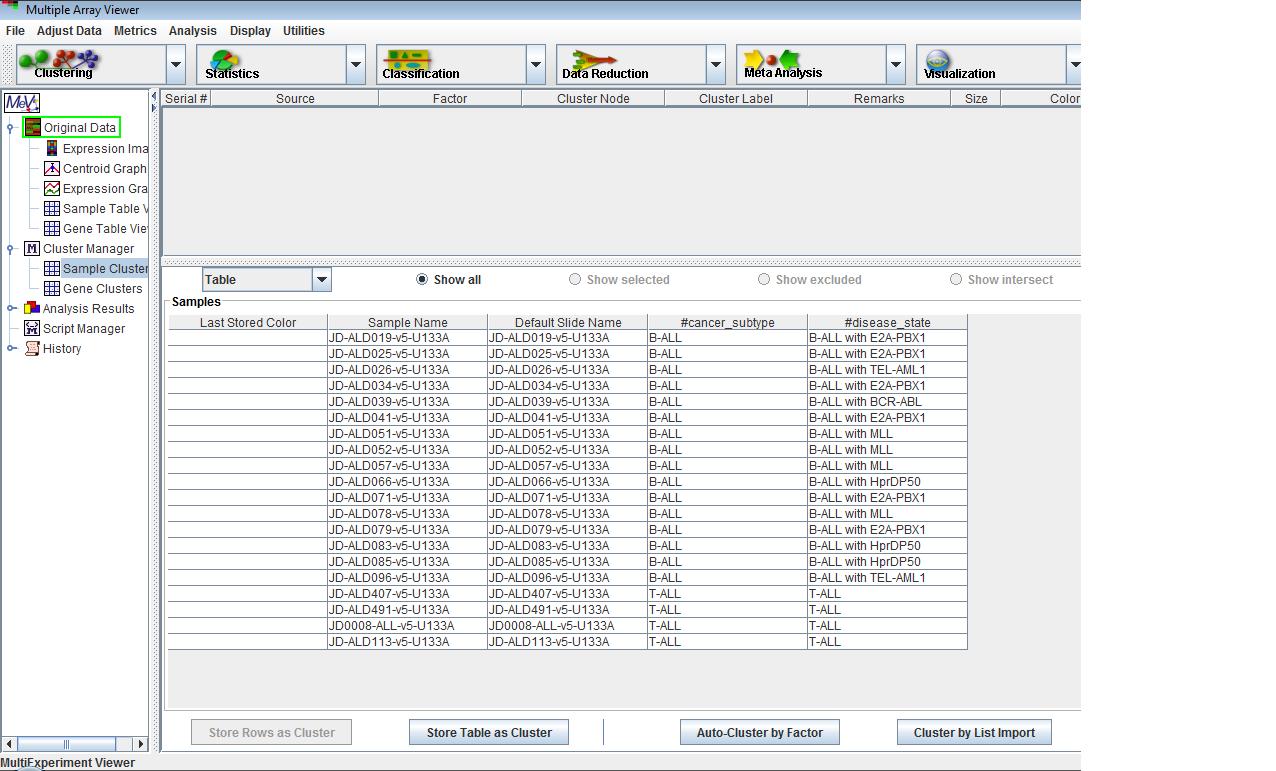 Multiple Array Viewer
File Adjust Data Metrics Analysis Display Utilities
Clustering Statistics Classification Data Reduction Meta Analysis Visualization
MeV
Original Data
Expression Ima
Centroid Graph
Expression Gra
Sample Table V
Gene Table Vie
Cluster Manager
Sample Cluster
Gene Clusters
Analysis Results
Script Manager
History
Serial # Source Factor Cluster Node Cluster Label Remarks Size Color
Table Show all Show selected Show excluded Show intersect
Samples
Last Stored Color Sample Name Default Slide Name #cancer_subtype #disease_state
JD-ALD019-v5-U133A JD-ALD019-v5-U133A B-ALL B-ALL with E2A-PBX1
JD-ALD025-v5-U133A JD-ALD025-v5-U133A B-ALL B-ALL with E2A-PBX1
JD-ALD026-v5-U133A JD-ALD026-v5-U133A B-ALL B-ALL with TEL-AML1
JD-ALD034-v5-U133A JD-ALD034-v5-U133A B-ALL B-ALL with E2A-PBX1
JD-ALD039-v5-U133A JD-ALD039-v5-U133A B-ALL B-ALL with BCR-ABL
JD-ALD041-v5-U133A JD-ALD041-v5-U133A B-ALL B-ALL with E2A-PBX1
JD-ALD051-v5-U133A JD-ALD051-v5-U133A B-ALL B-ALL with MLL
JD-ALD052-v5-U133A JD-ALD052-v5-U133A B-ALL B-ALL with MLL
JD-ALD057-v5-U133A JD-ALD057-v5-U133A B-ALL B-ALL with MLL
JD-ALD066-v5-U133A JD-ALD066-v5-U133A B-ALL B-ALL with HprDP50
JD-ALD071-v5-U133A JD-ALD071-v5-U133A B-ALL B-ALL with E2A-PBX1
JD-ALD078-v5-U133A JD-ALD078-v5-U133A B-ALL B-ALL with MLL
JD-ALD079-v5-U133A JD-ALD079-v5-U133A B-ALL B-ALL with E2A-PBX1
JD-ALD083-v5-U133A JD-ALD083-v5-U133A B-ALL B-ALL with HprDP50
JD-ALD085-v5-U133A JD-ALD085-v5-U133A B-ALL B-ALL with HprDP50
JD-ALD096-v5-U133A JD-ALD096-v5-U133A B-ALL B-ALL with TEL-AML1
JD-ALD407-v5-U133A JD-ALD407-v5-U133A T-ALL T-ALL
JD-ALD491-v5-U133A JD-ALD491-v5-U133A T-ALL T-ALL
JD0008-ALL-v5-U133A JD0008-ALL-v5-U133A T-ALL T-ALL
JD-ALD113-v5-U133A JD-ALD113-v5-U133A T-ALL T-ALL
Store Rows as Cluster Store Table as Cluster Auto-Cluster by Factor Cluster by List Import
MultiExperiment Viewer